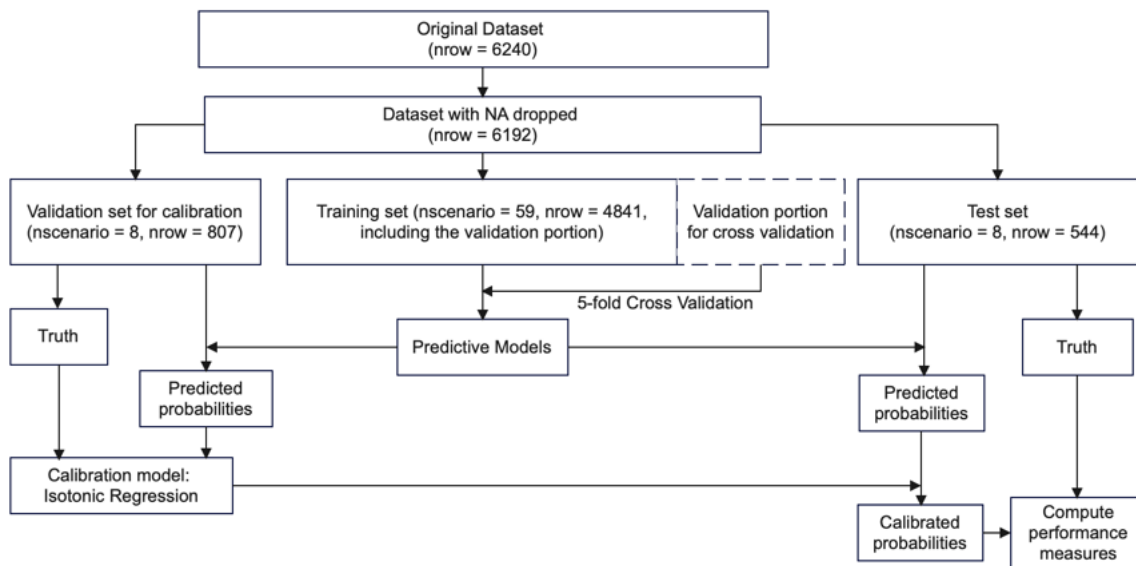 Original Dataset
(nrow = 6240)
Dataset with NA dropped
(nrow = 6192)
Validation set for calibration
(nscenario = 8, nrow = 807)
Training set (nscenario = 59, nrow = 4841,
including the validation portion)
Validation portion
for cross validation
Test set
(nscenario = 8, nrow = 544)
5-fold Cross Validation
Truth
Predictive Models
Truth
Predicted
probabilities
Predicted
probabilities
Calibration model:
Isotonic Regression
Calibrated
probabilities
Compute
performance
measures